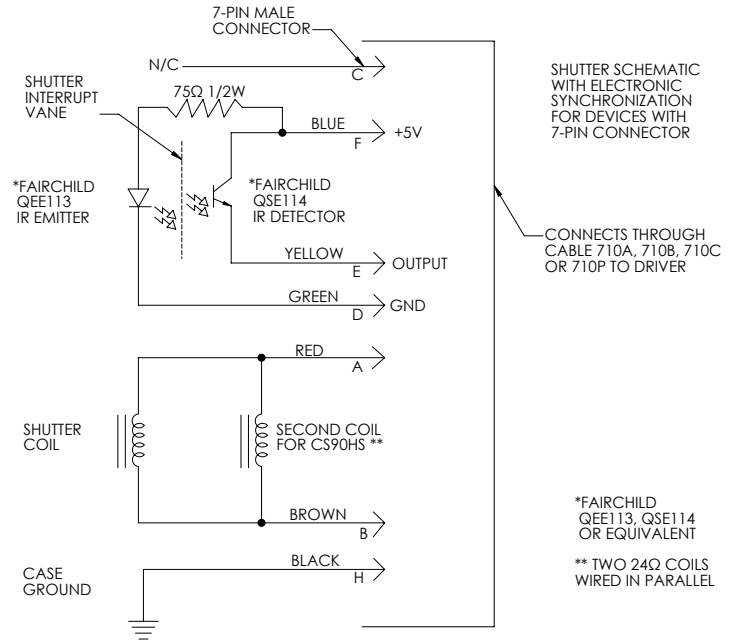 7-PIN MALE
CONNECTOR
N/C
C
SHUTTER
INTERRUPT
VANE
75Ω 1/2W
BLUE
F
+5V
*FAIRCHILD
QEE113
IR EMITTER
*FAIRCHILD
QSE114
IR DETECTOR
YELLOW
E
OUTPUT
GREEN
D
GND
RED
A
SHUTTER
COIL
SECOND COIL
FOR CS90HS **
BROWN
B
BLACK
H
CASE
GROUND
SHUTTER SCHEMATIC
WITH ELECTRONIC
SYNCHRONIZATION
FOR DEVICES WITH
7-PIN CONNECTOR
CONNECTS THROUGH
CABLE 710A, 710B, 710C
OR 710P TO DRIVER
*FAIRCHILD
QEE113, QSE114
OR EQUIVALENT
** TWO 24Ω COILS
WIRED IN PARALLEL